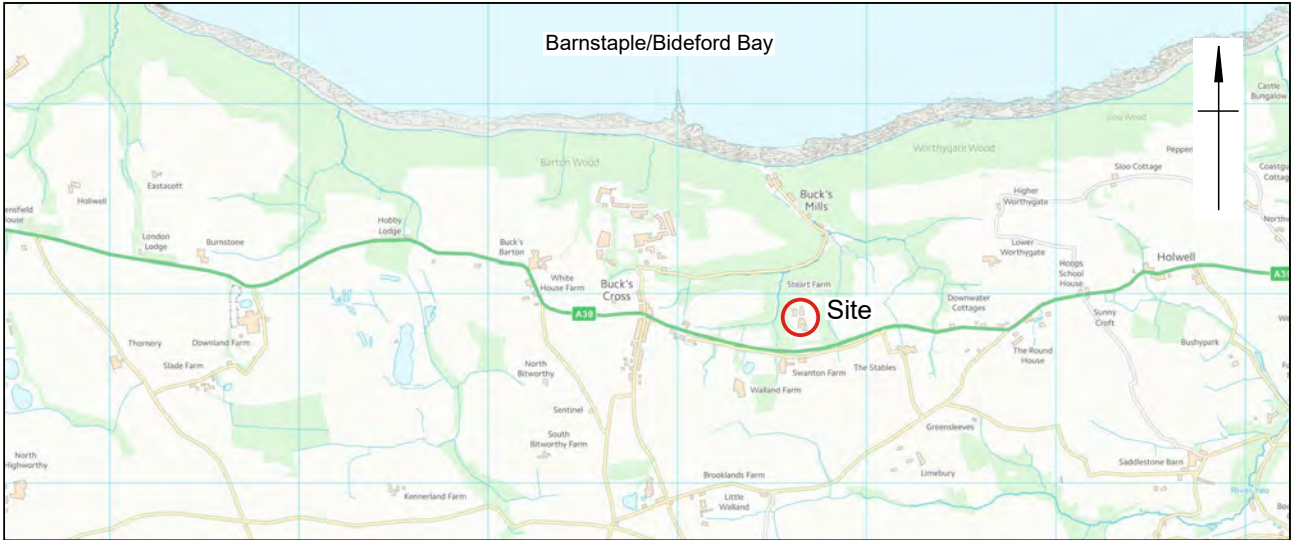 Barnstaple/Bideford Bay
Castle
Bungalow
Sloo Wood
Worthygate Wood
Barton Wood
Peppen
Sloo Cottage
Coastgu
Cottag
Eastacott
Holwell
Buck's
Mills
Higher
Worthygate
ensfield
ouse
London
Lodge
Burnstone
Hobby
Lodge
Buck's
Barton
Lower
Worthygate
Northw
Hoops
School
House
Holwell
A39
White
House Farm
Buck's
Cross
Steart Farm
Site
A39
Downwater
Cottages
Sunny
Croft
Thornery
Downland Farm
Slade Farm
The Round
House
Bushypark
North
Bitworthy
Swanton Farm
The Stables
Walland Farm
Sentinel
South
Bitworthy Farm
Greensleeves
North
Highworthy
Saddlestone Barn
Limebury
Brooklands Farm
Kennerland Farm
Little
Walland
River Yeo